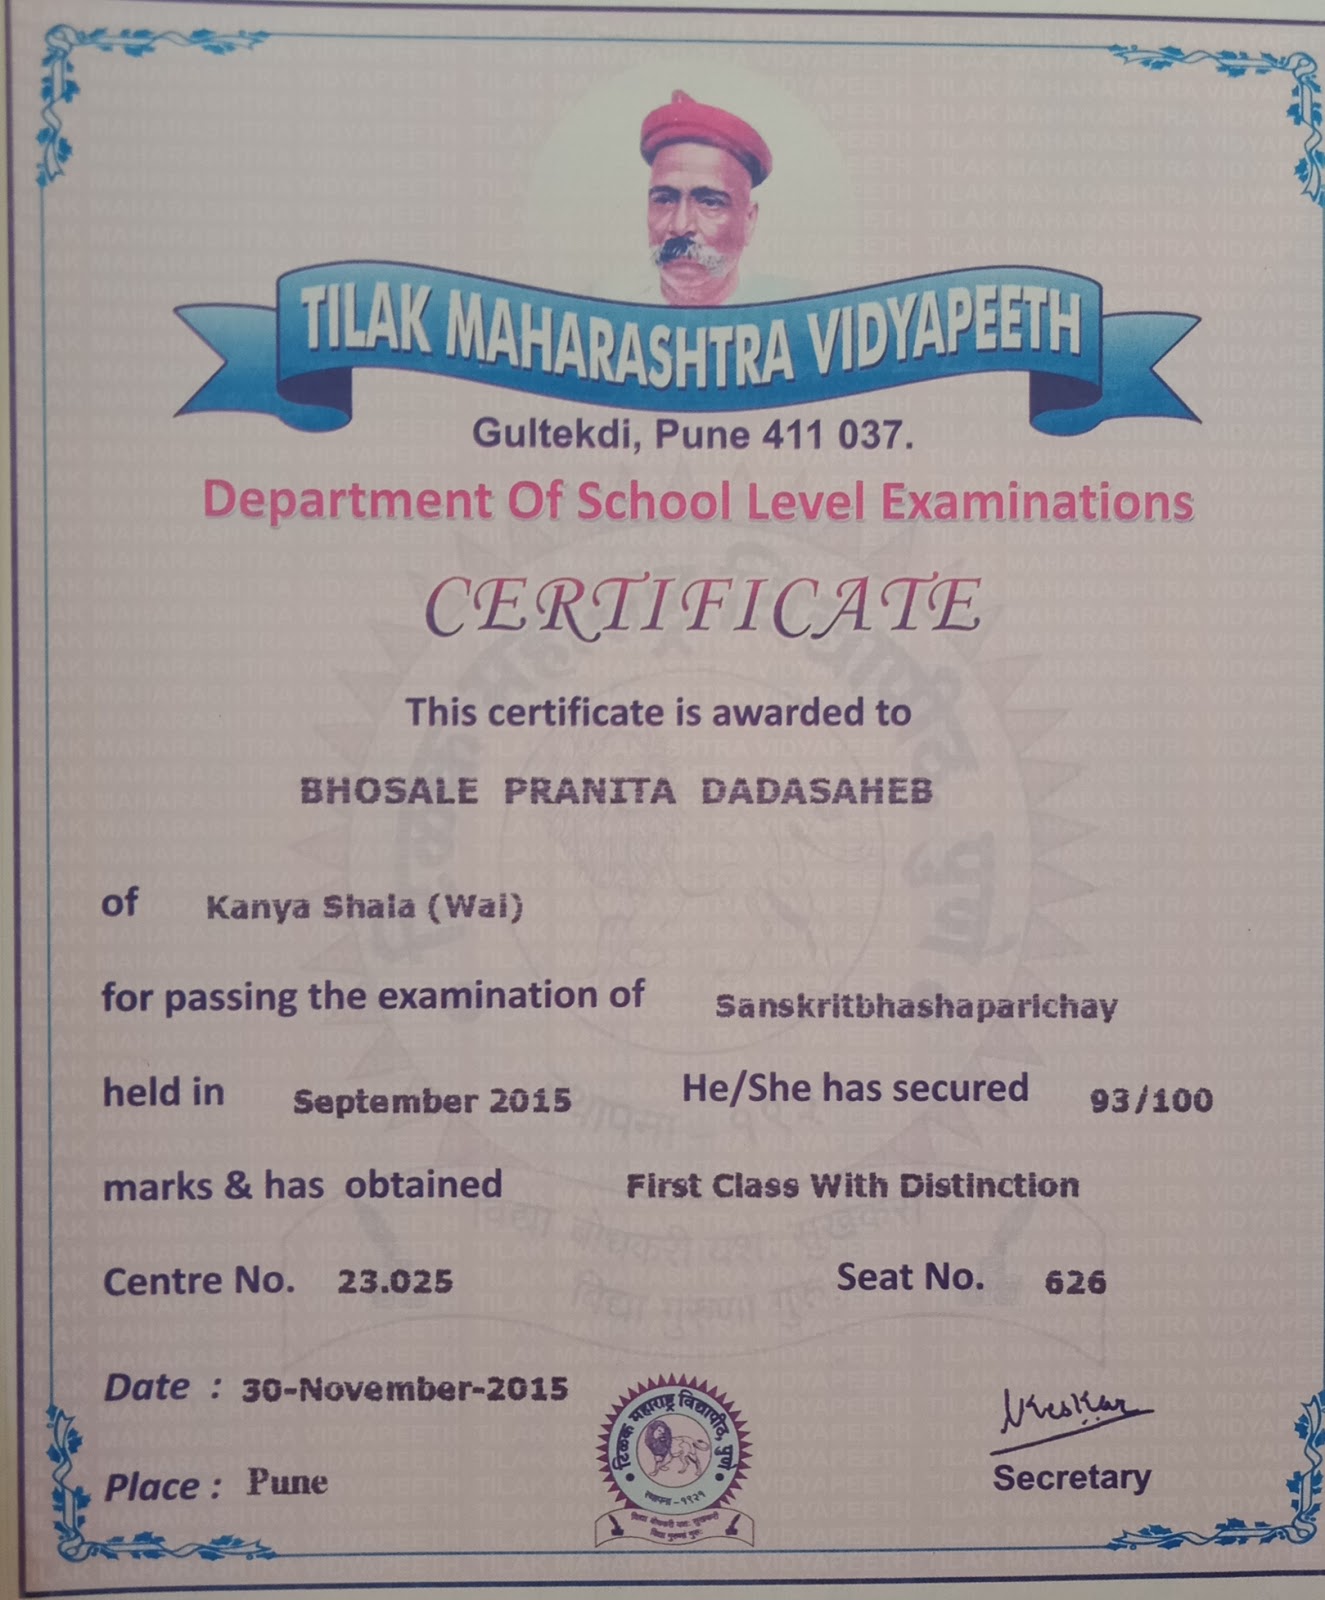 TILAK MAHARASHTRA VIDYAPEETH
Gultekdi, Pune 411 037.
Department Of School Level Examinations
CERTIFICATE
This certificate is awarded to
BHOSALE PRANITA DADASAHEB
of Kanya Shala (Wai)
for passing the examination of Sanskritbhashaparichay
held in September 2015 He/She has secured 93/100
marks & has obtained First Class With Distinction
Centre No. 23.025 Seat No. 626
Date : 30-November-2015
Place : Pune
टिळक महाराष्ट्र विद्यापीठ, पुणे
स्थापना - १९२१
Secretary